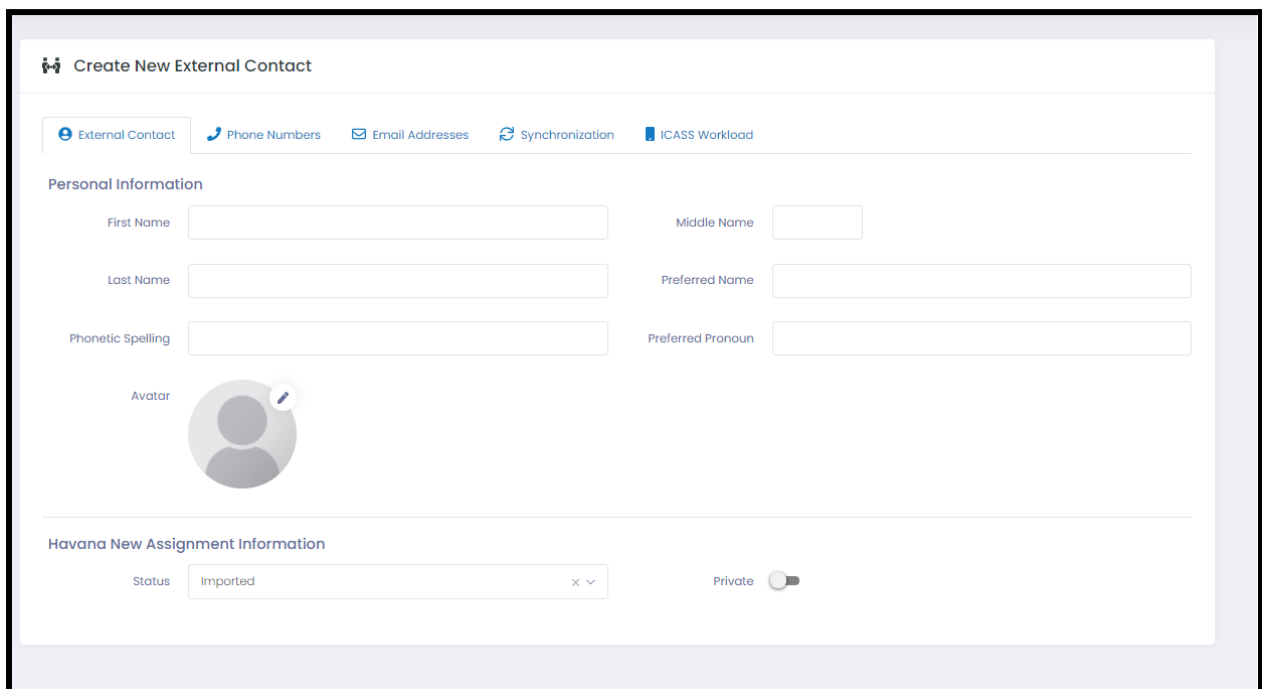 Create New External Contact
External Contact Phone Numbers Email Addresses Synchronization ICASS Workload
Personal Information
First Name Middle Name
Last Name Preferred Name
Phonetic Spelling Preferred Pronoun
Avatar
Havana New Assignment Information
Status Imported Private